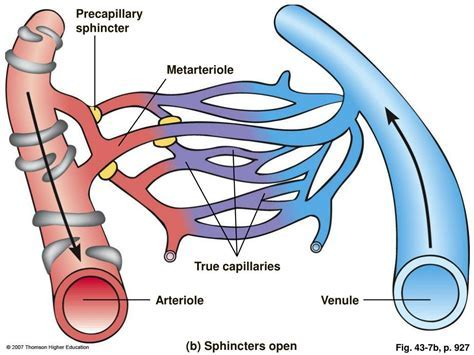 Precapillary
sphincter
Metarteriole
True capillaries
Arteriole
Venule
(b) Sphincters open
© 2007 Thomson Higher Education
Fig. 43-7b, p. 927